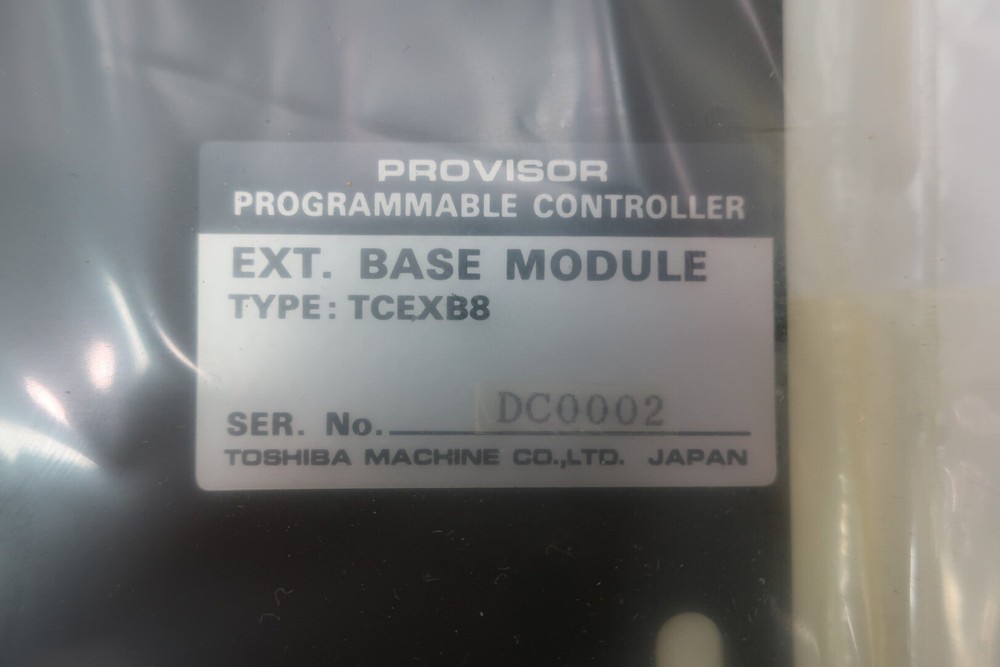 PROVISOR
PROGRAMMABLE CONTROLLER
EXT. BASE MODULE
TYPE: TCEXB8
SER. No. DC0002
TOSHIBA MACHINE CO.,LTD. JAPAN